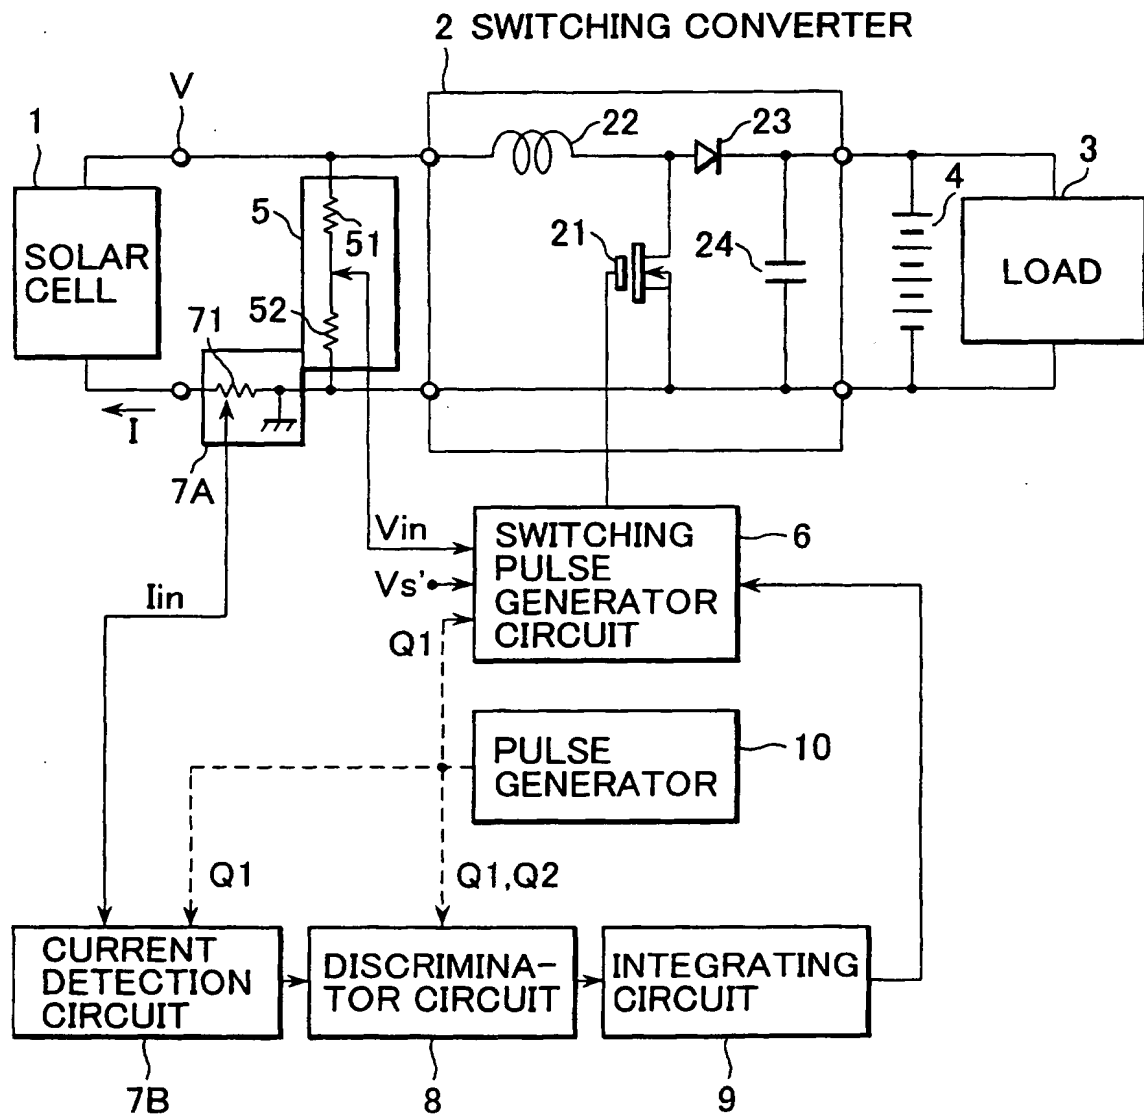 2 SWITCHING CONVERTER
V
1
22
23
3
4
5
51
21
24
SOLAR
CELL
LOAD
52
71
I
7A
Vin
SWITCHING
PULSE
GENERATOR
CIRCUIT
6
Vs'
Iin
Q1
PULSE
GENERATOR
10
Q1
Q1,Q2
CURRENT
DETECTION
CIRCUIT
DISCRIMINA-
TOR CIRCUIT
INTEGRATING
CIRCUIT
7B
8
9